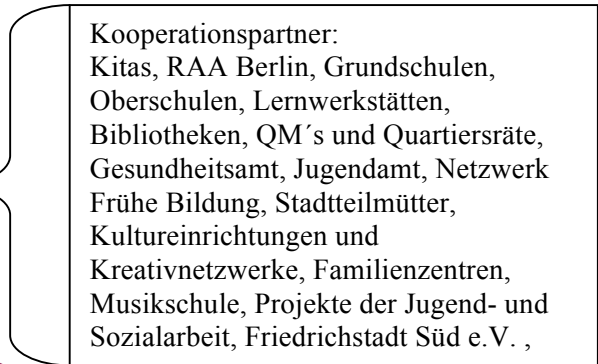 Kooperationspartner:
Kitas, RAA Berlin, Grundschulen,
Oberschulen, Lernwerkstätten,
Bibliotheken, QM´s und Quartiersräte,
Gesundheitsamt, Jugendamt, Netzwerk
Frühe Bildung, Stadtteilmütter,
Kultureinrichtungen und
Kreativnetzwerke, Familienzentren,
Musikschule, Projekte der Jugend- und
Sozialarbeit, Friedrichstadt Süd e.V. ,